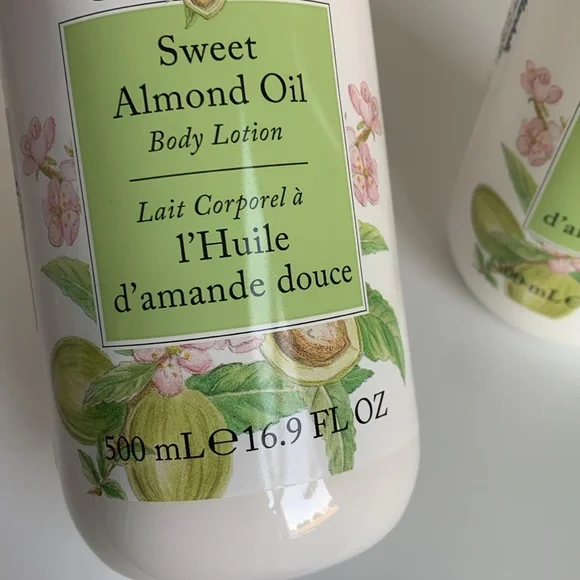 Sweet
Almond Oil
Body Lotion
Lait Corporel à
l'Huile
d'amande douce
500 mL e 16.9 FL OZ